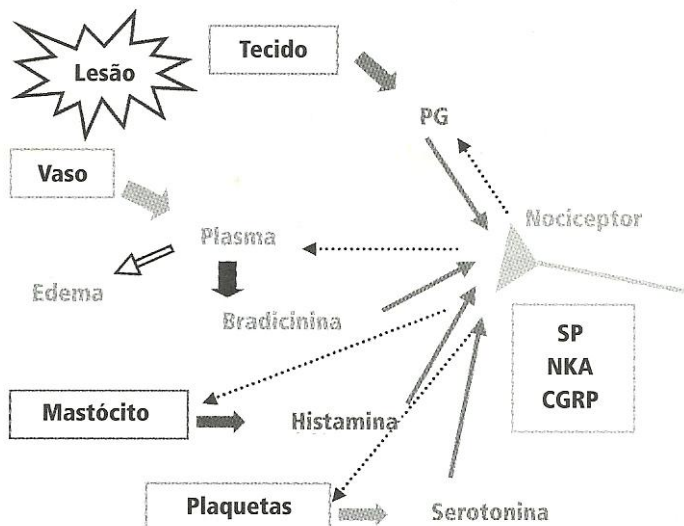 Lesão
Tecido
PG
Vaso
Nociceptor
Plasma
Edema
Bradicinina
SP
NKA
CGRP
Mastócito
Histamina
Plaquetas
Serotonina